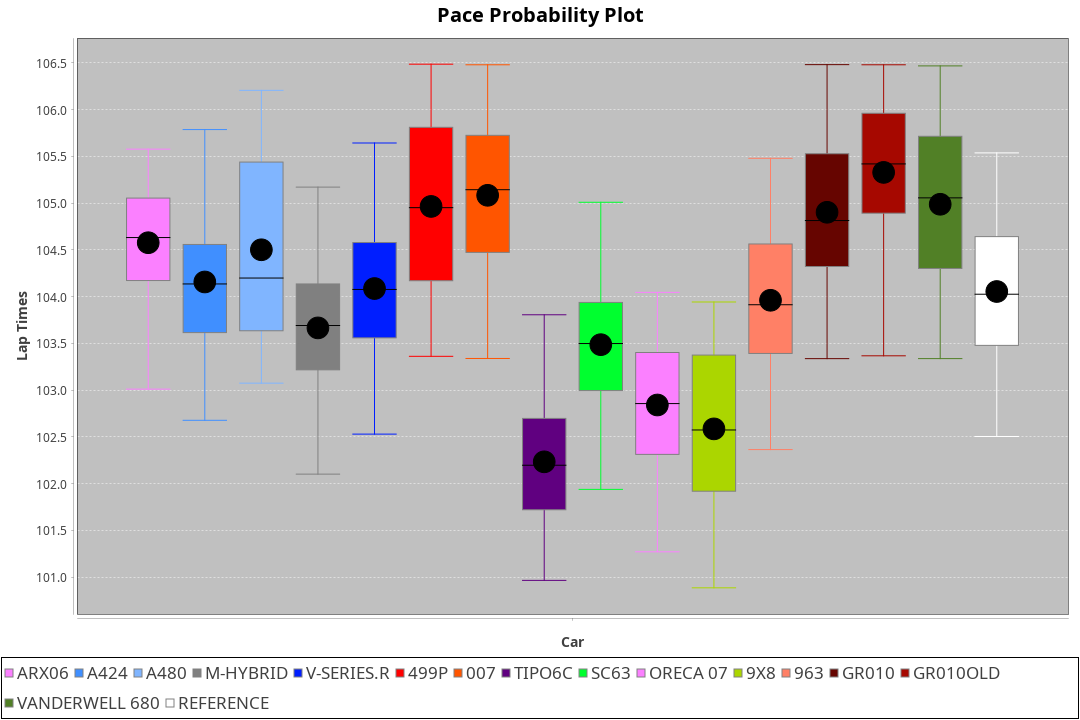 Pace Probability Plot
106.5
106.0
105.5
105.0
104.5
104.0
103.5
103.0
102.5
102.0
101.5
101.0
Lap Times
Car
ARX06 A424 A480 M-HYBRID V-SERIES.R 499P 007 TIPO6C SC63 ORECA 07 9X8 963 GR010 GR010OLD
VANDERWELL 680 REFERENCE